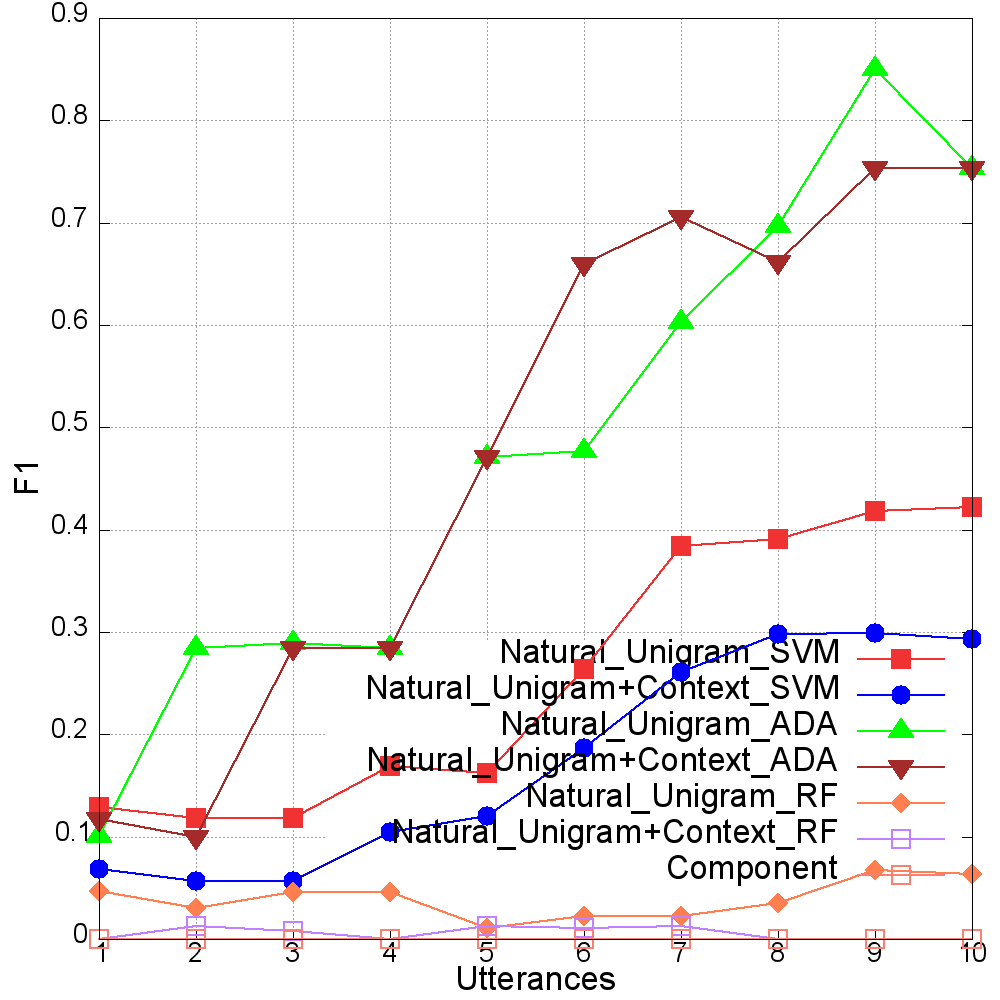 0.9
0.8
0.7
0.6
0.5
0.4
0.3
0.2
0.1
0
F1
Natural_Unigram_SVM
Natural_Unigram+Context_SVM
Natural_Unigram_ADA
Natural_Unigram+Context_ADA
Natural_Unigram_RF
Natural_Unigram+Context_RF
Component
1 2 3 4 5 6 7 8 9 10
Utterances